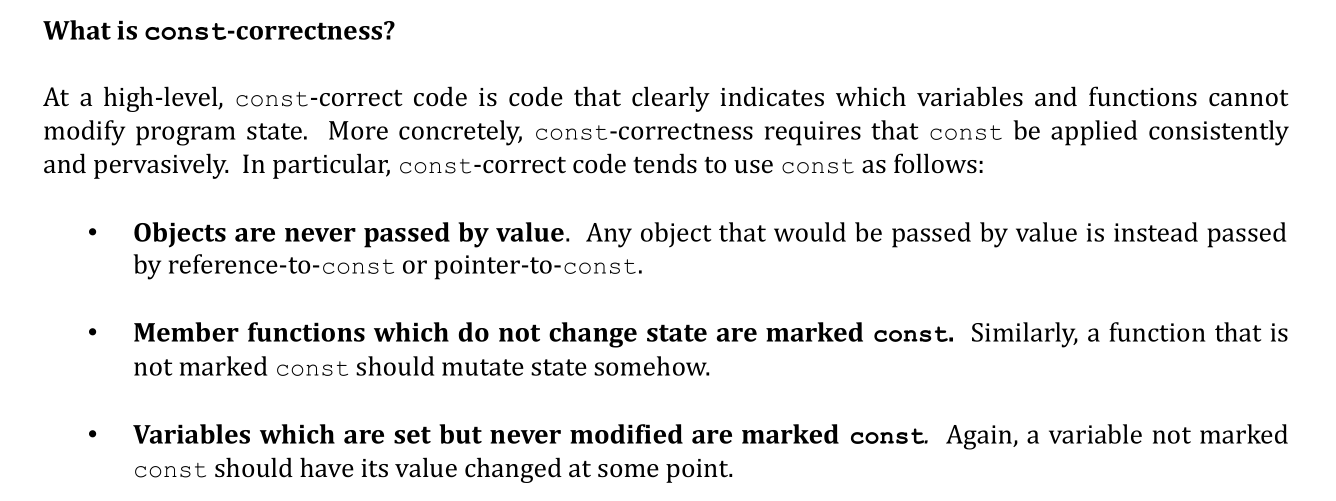 What is const-correctness?
At a high-level, const-correct code is code that clearly indicates which variables and functions cannot
modify program state. More concretely, const-correctness requires that const be applied consistently
and pervasively. In particular, const-correct code tends to use const as follows:
• Objects are never passed by value. Any object that would be passed by value is instead passed
by reference-to-const or pointer-to-const.
• Member functions which do not change state are marked const. Similarly, a function that is
not marked const should mutate state somehow.
• Variables which are set but never modified are marked const. Again, a variable not marked
const should have its value changed at some point.